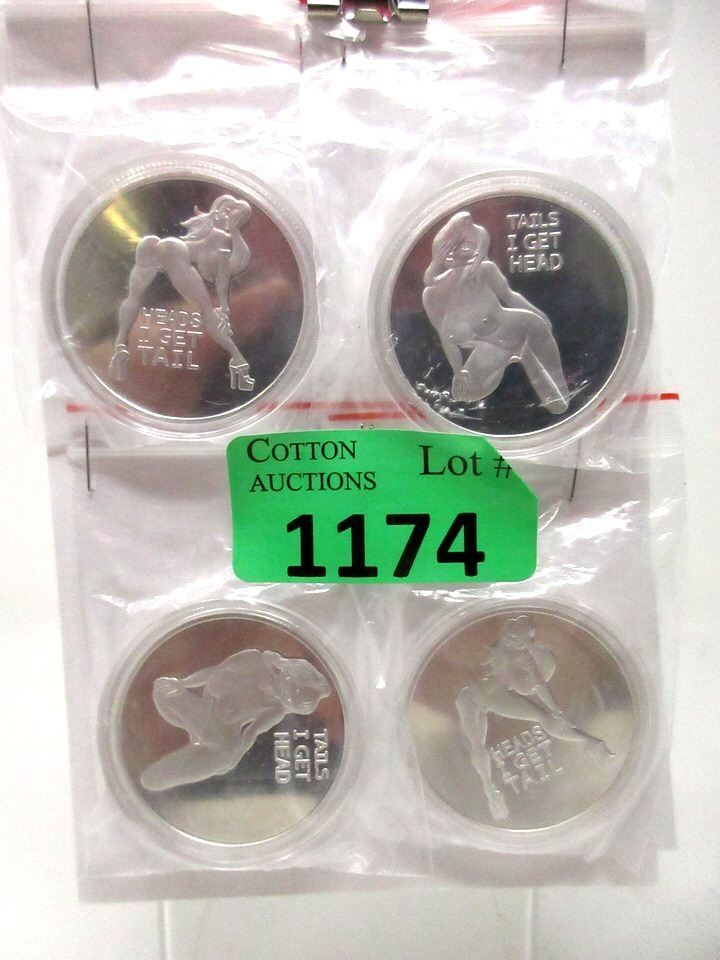 HEADS
I GET
TAIL
TAILS
I GET
HEAD
COTTON
AUCTIONS
Lot #
1174
TAILS
I GET
HEAD
HEADS
I GET
TAIL